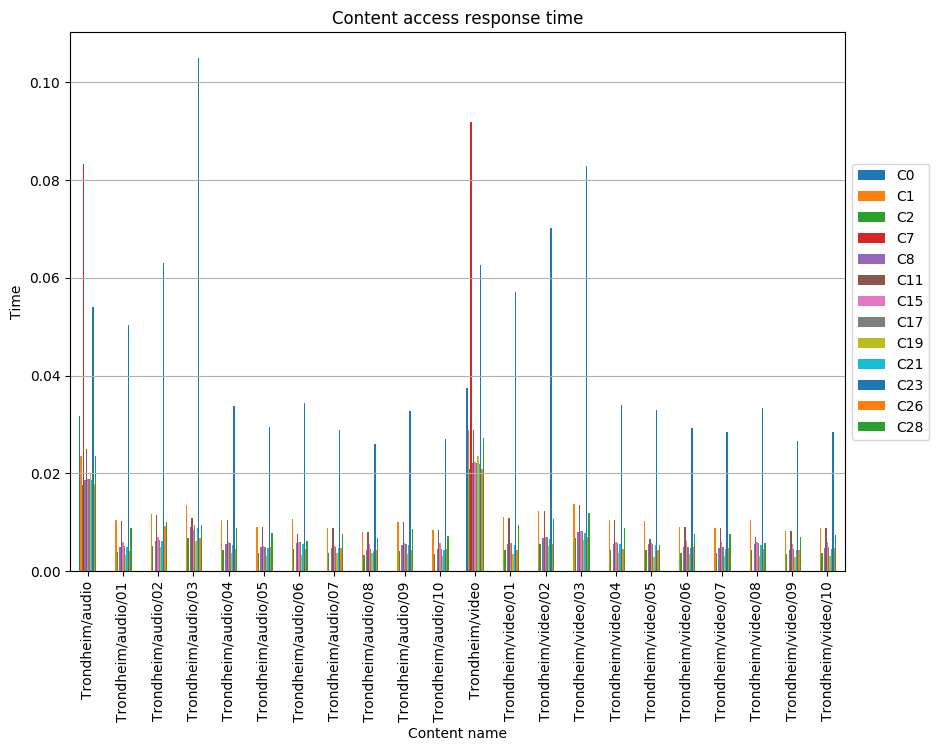 Content access response time
Time
0.10
0.08
0.06
0.04
0.02
0.00
Trondheim/audio
Trondheim/audio/01
Trondheim/audio/02
Trondheim/audio/03
Trondheim/audio/04
Trondheim/audio/05
Trondheim/audio/06
Trondheim/audio/07
Trondheim/audio/08
Trondheim/audio/09
Trondheim/audio/10
Trondheim/video
Trondheim/video/01
Trondheim/video/02
Trondheim/video/03
Trondheim/video/04
Trondheim/video/05
Trondheim/video/06
Trondheim/video/07
Trondheim/video/08
Trondheim/video/09
Trondheim/video/10
Content name
C0
C1
C2
C7
C8
C11
C15
C17
C19
C21
C23
C26
C28